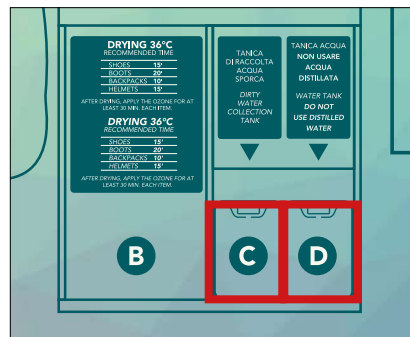 DRYING 36°C
RECOMMENDED TIME
SHOES 15'
BOOTS 20'
BACKPACKS 10'
HELMETS 15'
AFTER DRYING, APPLY THE OZONE FOR AT
LEAST 30 MIN. EACH ITEM.
DRYING 36°C
RECOMMENDED TIME
SHOES 15'
BOOTS 20'
BACKPACKS 10'
HELMETS 15'
AFTER DRYING, APPLY THE OZONE FOR AT
LEAST 30 MIN. EACH ITEM.
TANICA
DI RACCOLTA
ACQUA
SPORCA
DIRTY
WATER
COLLECTION
TANK
TANICA ACQUA
NON USARE
ACQUA
DISTILLATA
WATER TANK
DO NOT
USE DISTILLED
WATER
B
C
D